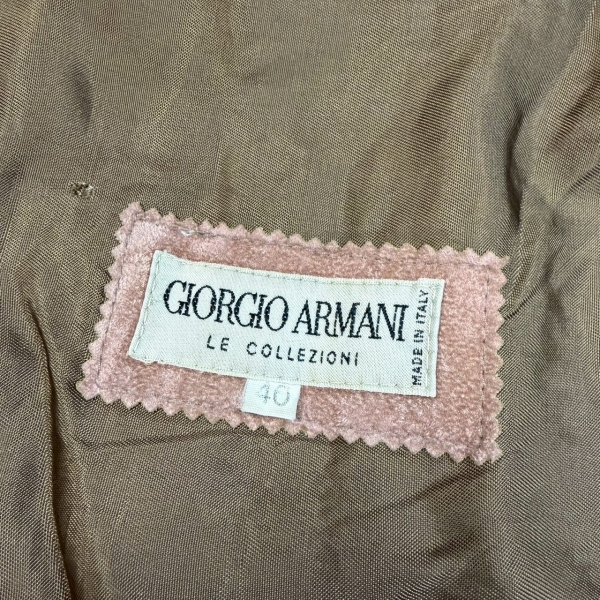 GIORGIO ARMANI
LE COLLEZIONI
MADE IN ITALY
40